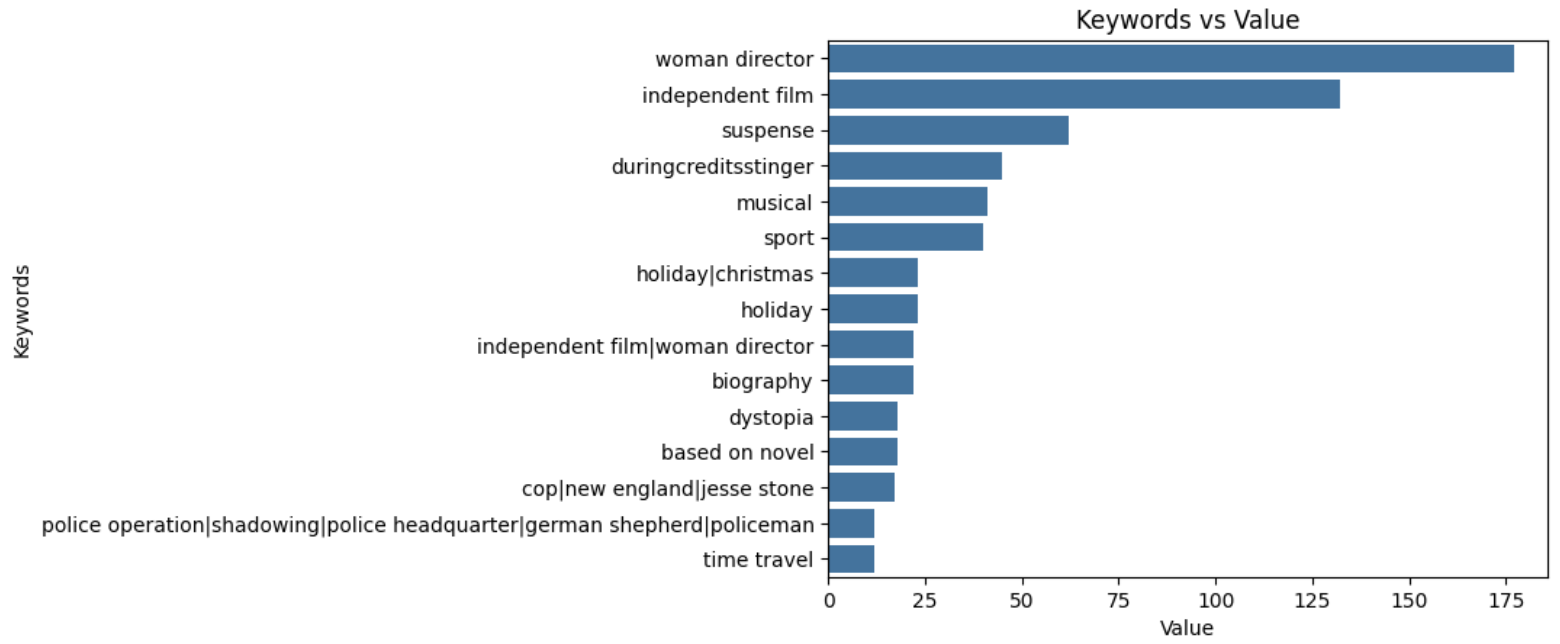 Keywords vs Value
Keywords
woman director
independent film
suspense
duringcreditsstinger
musical
sport
holiday|christmas
holiday
independent film|woman director
biography
dystopia
based on novel
cop|new england|jesse stone
police operation|shadowing|police headquarter|german shepherd|policeman
time travel
0 25 50 75 100 125 150 175
Value